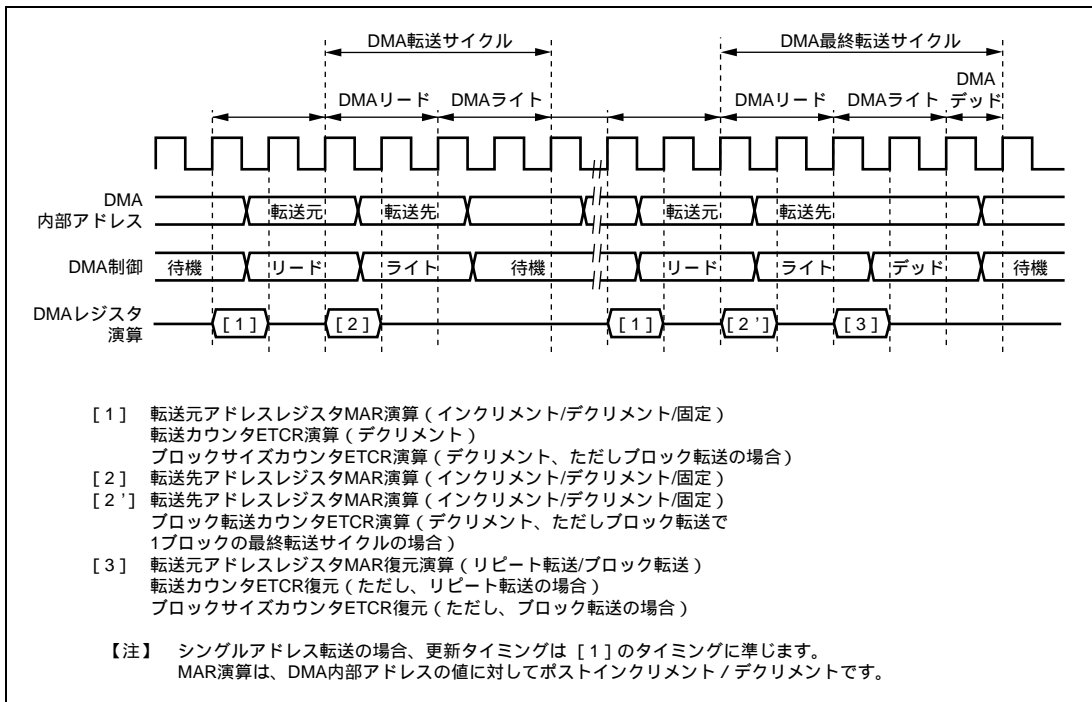 DMA転送サイクル DMA最終転送サイクル
DMAリード DMAライト DMAリード DMAライト DMAデッド
DMA
内部アドレス
転送元 転送先 転送元 転送先
DMA制御 待機 リード ライト 待機 リード ライト デッド 待機
DMAレジスタ
演算
[1] [2] [1] [2'] [3]
[1] 転送元アドレスレジスタMAR演算(インクリメント/デクリメント/固定)
転送カウンタETCR演算(デクリメント)
ブロックサイズカウンタETCR演算(デクリメント、ただしブロック転送の場合)
[2] 転送先アドレスレジスタMAR演算(インクリメント/デクリメント/固定)
[2'] 転送先アドレスレジスタMAR演算(インクリメント/デクリメント/固定)
ブロック転送カウンタETCR演算(デクリメント、ただしブロック転送で
1ブロックの最終転送サイクルの場合)
[3] 転送元アドレスレジスタMAR復元演算(リピート転送/ブロック転送)
転送カウンタETCR復元(ただし、リピート転送の場合)
ブロックサイズカウンタETCR復元(ただし、ブロック転送の場合)
【注】 シングルアドレス転送の場合、更新タイミングは[1]のタイミングに準じます。
MAR演算は、DMA内部アドレスの値に対してポストインクリメント/デクリメントです。